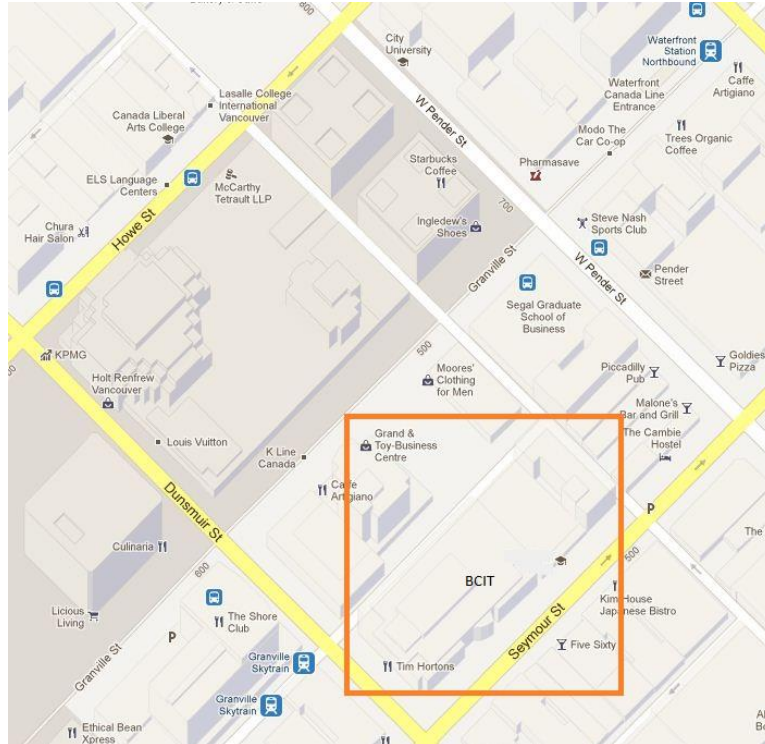 600
City
University
Waterfront
Station
Northbound
Caffe
Artigiano
Waterfront
Canada Line
Entrance
Lasalle College
International
Vancouver
Canada Liberal
Arts College
W Pender St
Modo The
Car Co-op
Trees Organic
Coffee
Starbucks
Coffee
Pharmasave
ELS Language
Centers
McCarthy
Tetrault LLP
700
Chura
Hair Salon
Howe St
Ingledew's
Shoes
Steve Nash
Sports Club
Granville St
W Pender St
Pender
Street
Segal Graduate
School of
Business
KPMG
500
Holt Renfrew
Vancouver
Moores'
Clothing
for Men
Piccadilly
Pub
Goldies
Pizza
Malone's
Bar and Grill
The Cambie
Hostel
Louis Vuitton
K Line
Canada
Grand &
Toy-Business
Centre
Caffe
Artigiano
Dunsmuir St
P
The
Culinaria
500
600
BCIT
Licious
Living
The Shore
Club
P
Kim House
Japanese Bistro
Seymour St
Five Sixty
Granville St
Granville
Skytrain
Tim Hortons
Granville
Skytrain
Ethical Bean
Xpress